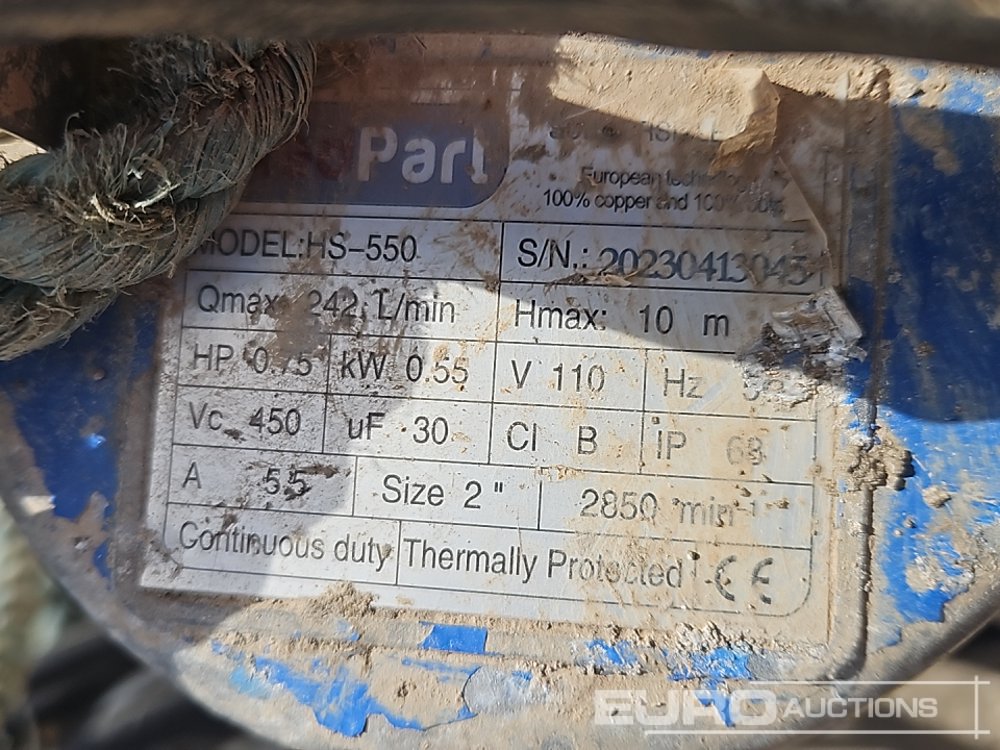 Part
European
100% copper and 100%
MODEL:HS-550
S/N.: 20230413045
Qmax: 242 L/min
Hmax: 10 m
HP 0.75
kW 0.55
V 110
Hz
Vc 450
uF 30
Cl B
IP 68
A 5.5
Size 2"
2850 min-1
Continuous duty
Thermally Protected
CE
EURO AUCTIONS